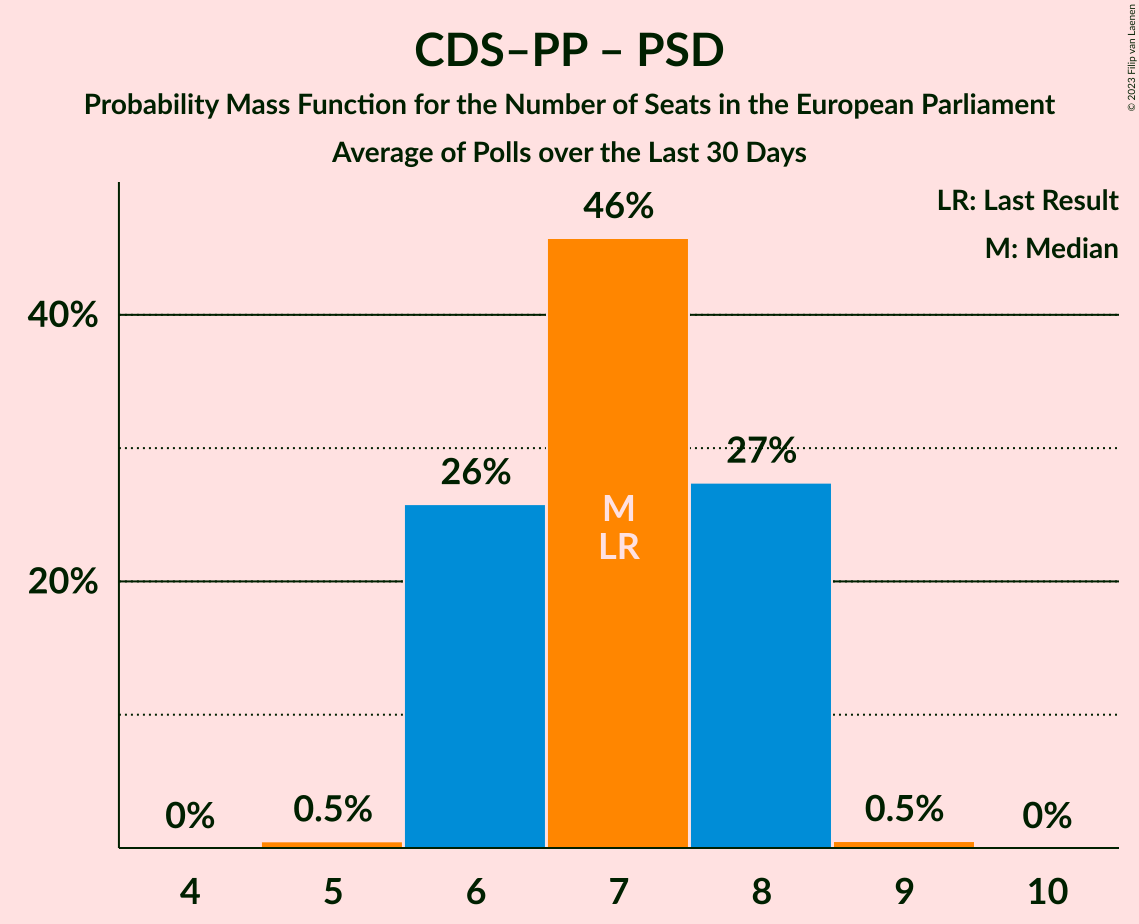 CDS–PP – PSD
Probability Mass Function for the Number of Seats in the European Parliament
Average of Polls over the Last 30 Days
© 2023 Filip van Laenen
LR: Last Result
M: Median
46%
40%
27%
26%
M
LR
20%
0%
0.5%
0.5%
0%
4
5
6
7
8
9
10